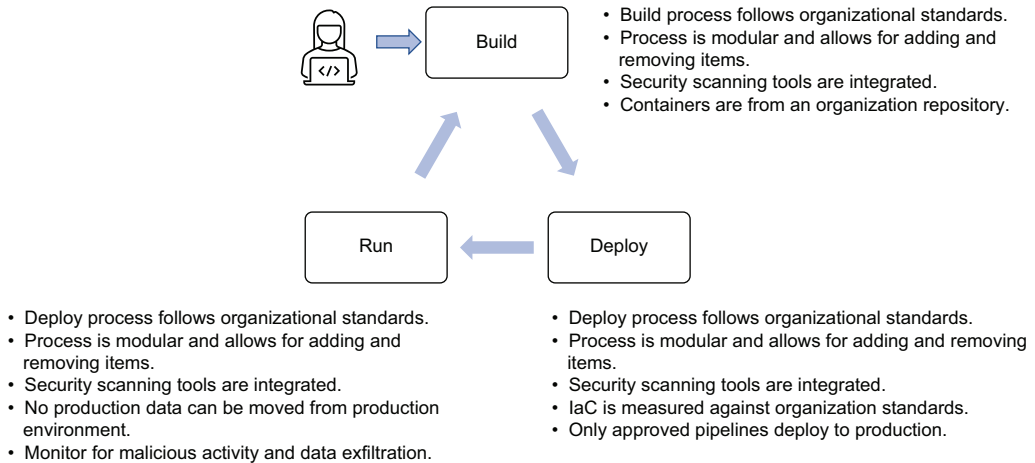 </>
Build
• Build process follows organizational standards.
• Process is modular and allows for adding and
removing items.
• Security scanning tools are integrated.
• Containers are from an organization repository.
Run
Deploy
• Deploy process follows organizational standards.
• Process is modular and allows for adding and
removing items.
• Security scanning tools are integrated.
• No production data can be moved from production
environment.
• Monitor for malicious activity and data exfiltration.
• Deploy process follows organizational standards.
• Process is modular and allows for adding and removing
items.
• Security scanning tools are integrated.
• IaC is measured against organization standards.
• Only approved pipelines deploy to production.